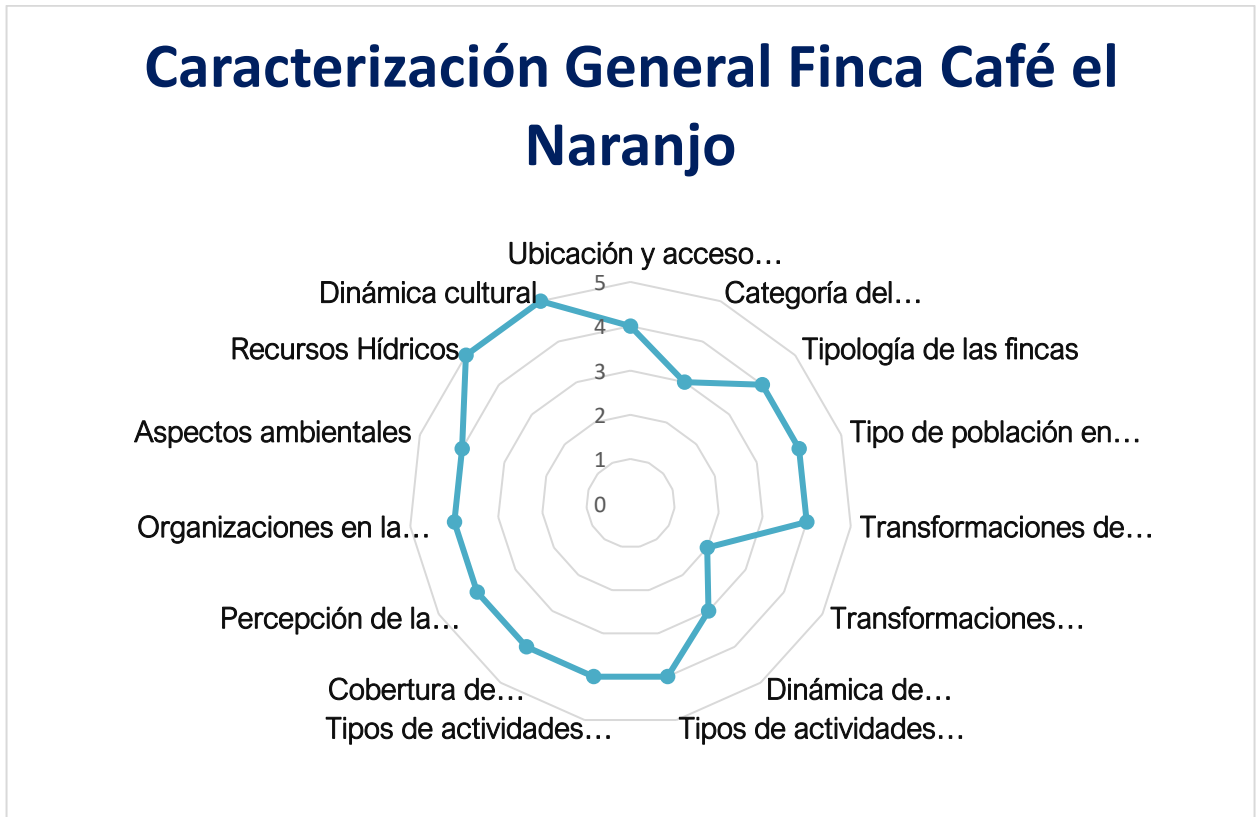 Caracterización General Finca Café el
Naranjo
Ubicación y acceso…
Categoría del…
Tipología de las fincas
Tipo de población en…
Transformaciones de…
Transformaciones…
Dinámica de…
Tipos de actividades…
Tipos de actividades…
Cobertura de…
Percepción de la…
Organizaciones en la…
Aspectos ambientales
Recursos Hídricos
Dinámica cultural
5
4
3
2
1
0